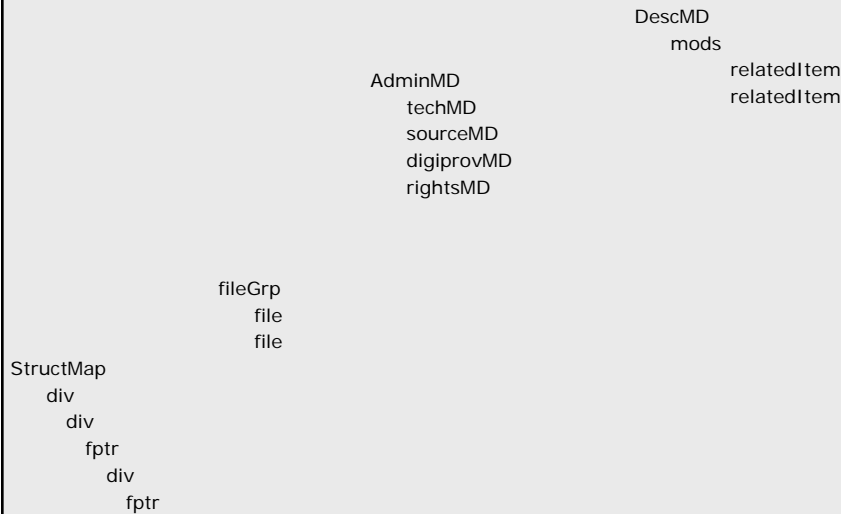 DescMD
mods
relatedItem
relatedItem
AdminMD
techMD
sourceMD
digiprovMD
rightsMD
fileGrp
file
file
StructMap
div
div
fptr
div
fptr